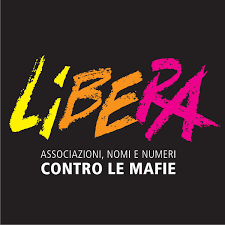 LiBERA
ASSOCIAZIONI, NOMI E NUMERI
CONTRO LE MAFIE